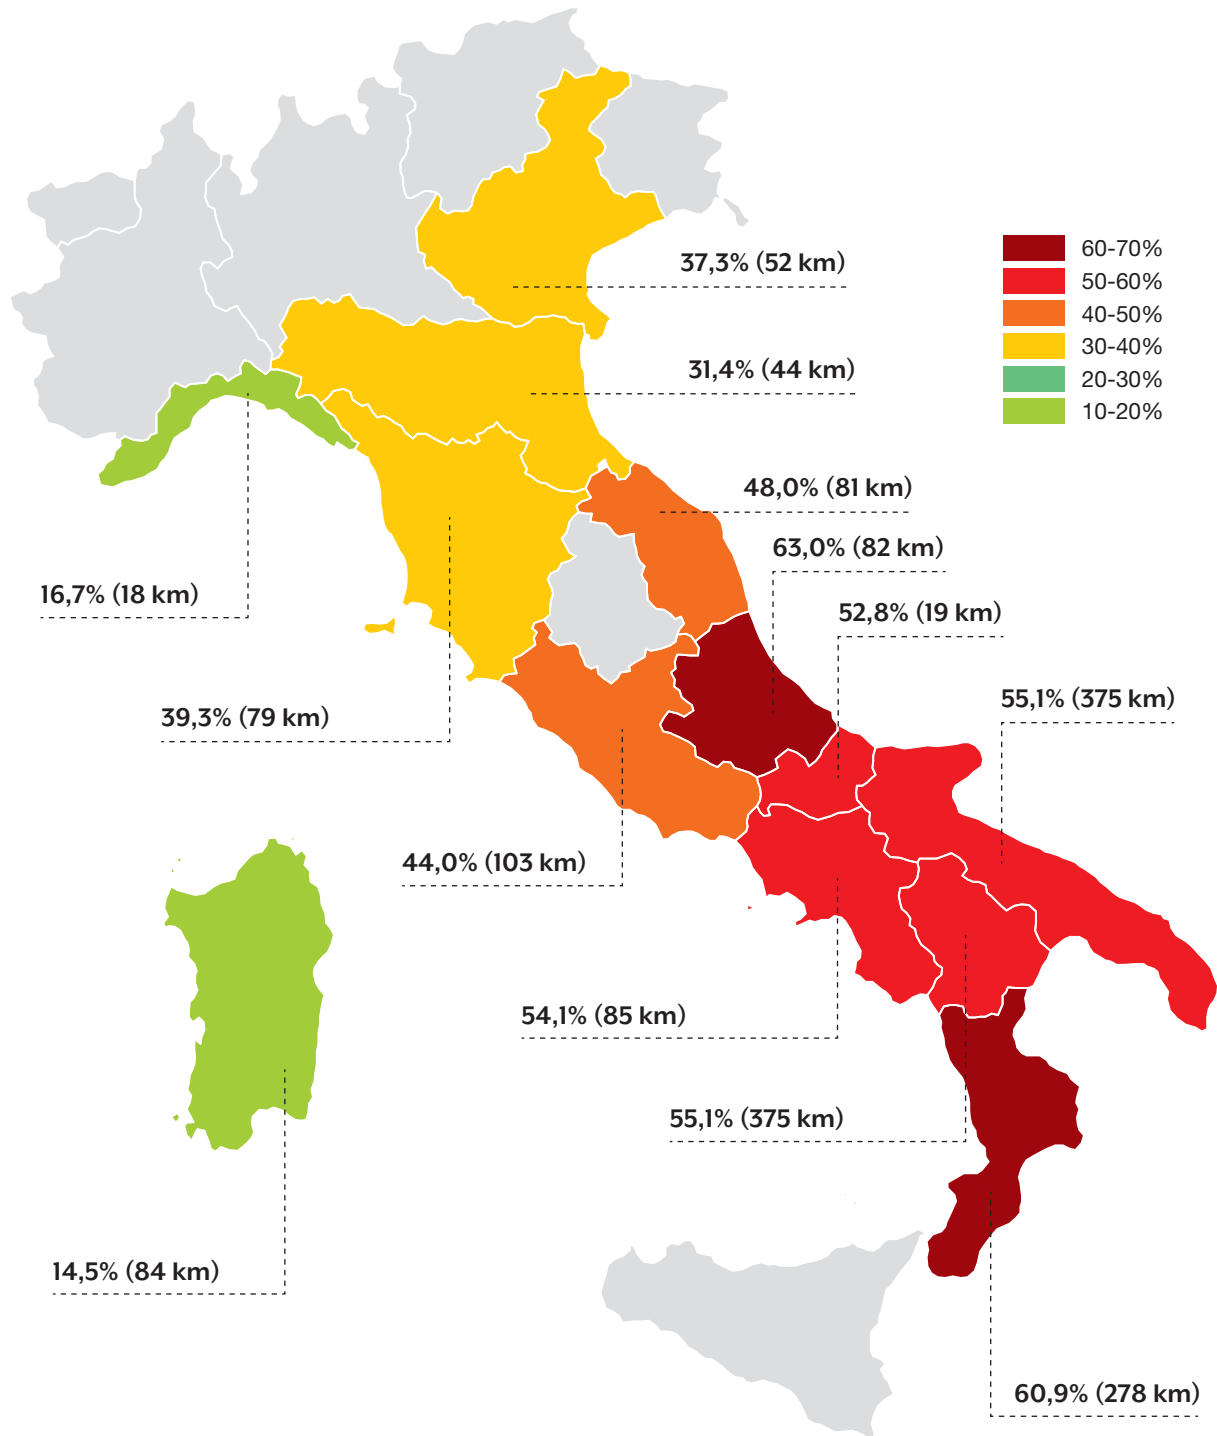 37,3% (52 km)
60-70%
50-60%
40-50%
30-40%
20-30%
10-20%
31,4% (44 km)
48,0% (81 km)
63,0% (82 km)
16,7% (18 km)
52,8% (19 km)
55,1% (375 km)
39,3% (79 km)
44,0% (103 km)
54,1% (85 km)
55,1% (375 km)
14,5% (84 km)
60,9% (278 km)